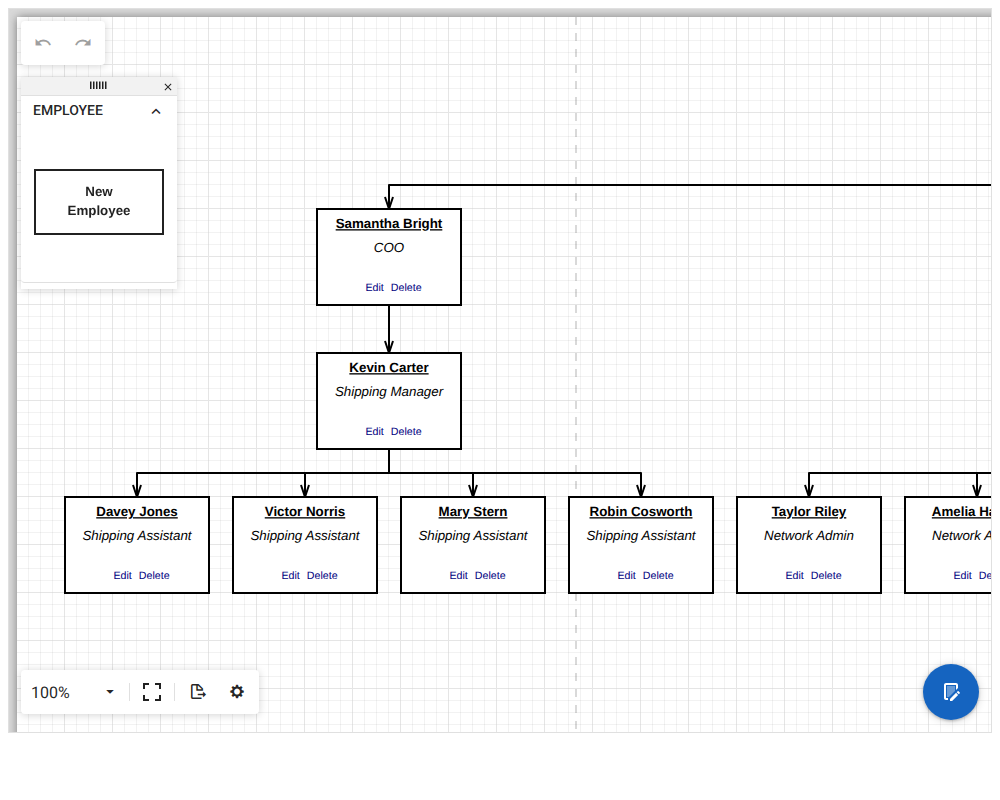 EMPLOYEE
New
Employee
Samantha Bright
COO
Edit Delete
Kevin Carter
Shipping Manager
Edit Delete
Davey Jones
Shipping Assistant
Edit Delete
Victor Norris
Shipping Assistant
Edit Delete
Mary Stern
Shipping Assistant
Edit Delete
Robin Cosworth
Shipping Assistant
Edit Delete
Taylor Riley
Network Admin
Edit Delete
Amelia
Network
Edit
100%